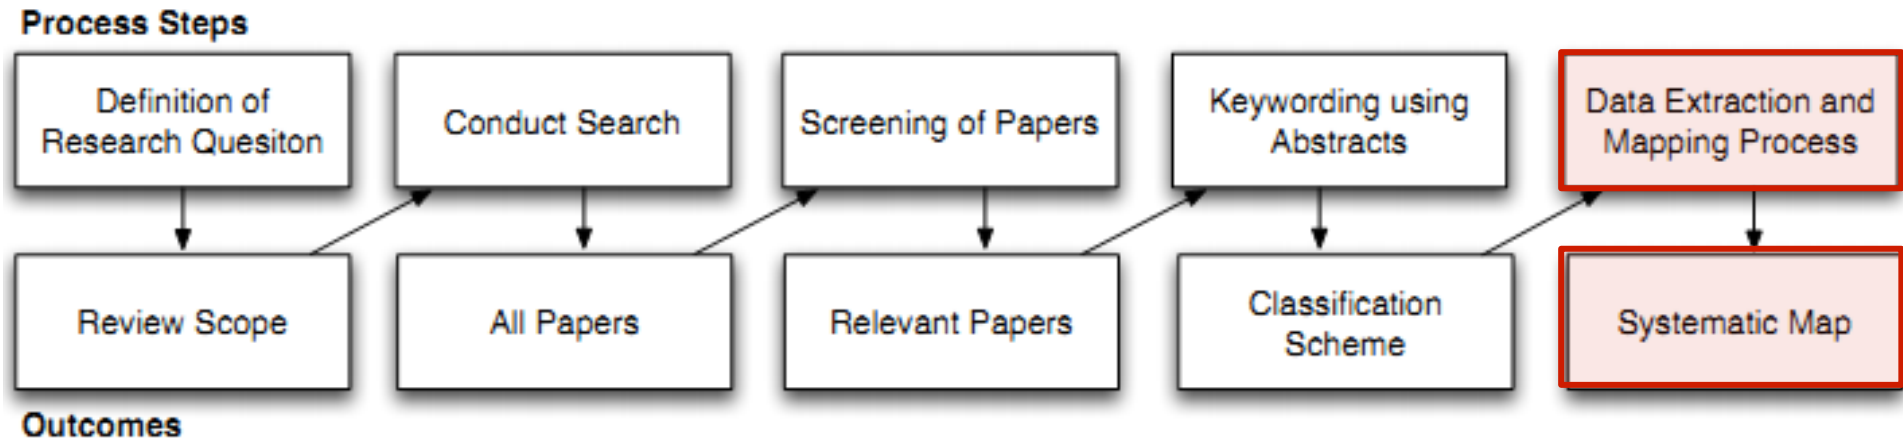 Process Steps
Definition of
Research Quesiton
Conduct Search
Screening of Papers
Keywording using
Abstracts
Data Extraction and
Mapping Process
Review Scope
All Papers
Relevant Papers
Classification
Scheme
Systematic Map
Outcomes